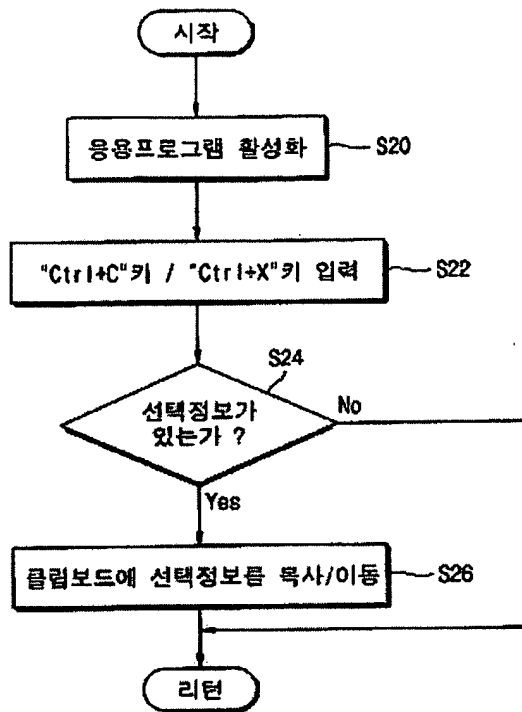 시작
응용프로그램 활성화 S20
"Ctrl+C"키 / "Ctrl+X"키 입력 S22
S24
선택정보가
있는가 ?
No
Yes
클립보드에 선택정보를 복사/이동 S26
리턴